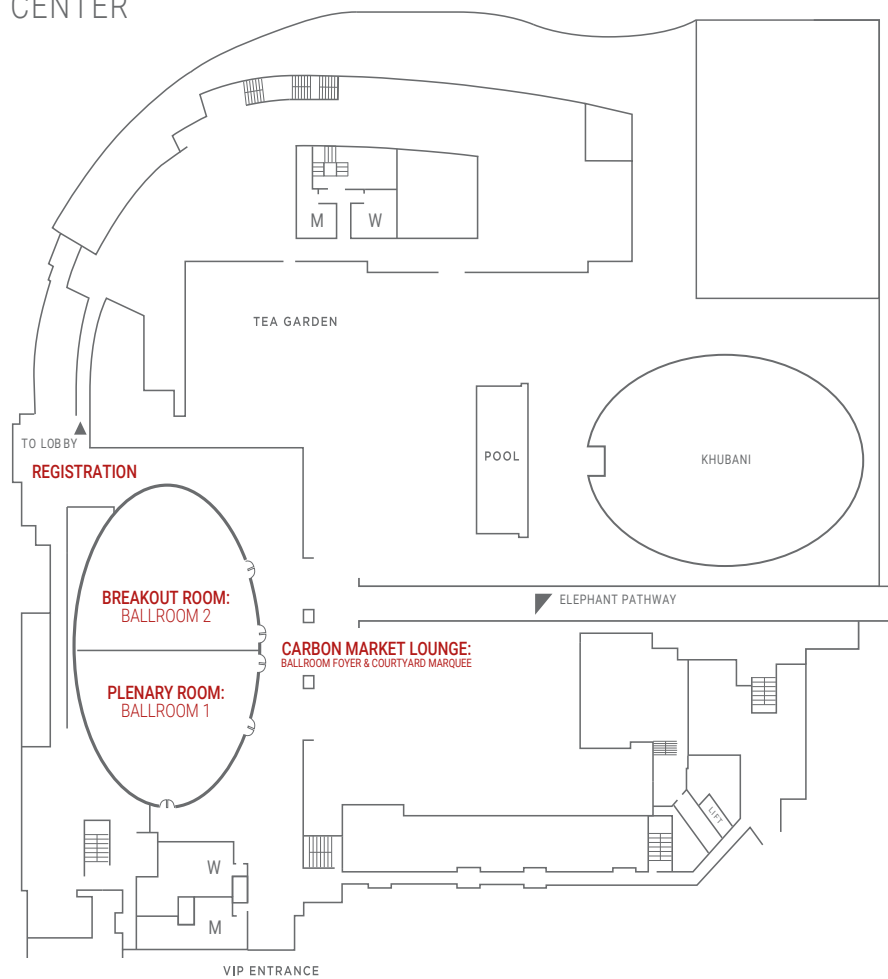 CENTER
M
W
TEA GARDEN
TO LOBBY
REGISTRATION
POOL
KHUBANI
BREAKOUT ROOM:
BALLROOM 2
ELEPHANT PATHWAY
CARBON MARKET LOUNGE:
BALLROOM FOYER & COURTYARD MARQUEE
PLENARY ROOM:
BALLROOM 1
LIFT
W
M
VIP ENTRANCE